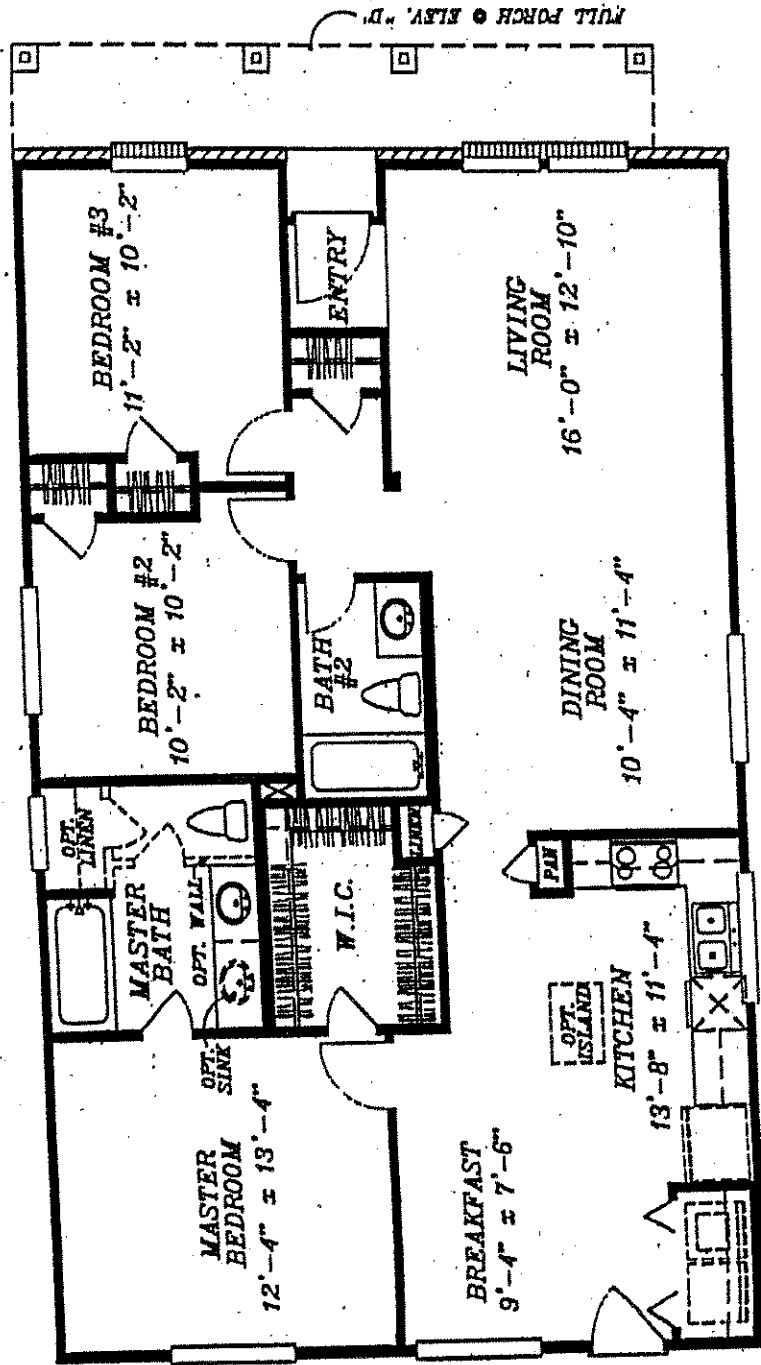 FULL PORCH @ ELEV. "D"
BEDROOM #3
11'-2" x 10'-2"
ENTRY
LIVING
ROOM
16'-0" x 12'-10"
BEDROOM #2
10'-2" x 10'-2"
BATH
#2
DINING
ROOM
10'-4" x 11'-4"
OPT.
LINEN
MASTER
BATH
OPT. WALL
OPT.
SINK
W.I.C.
LINEN
PAN
OPT.
ISLAND
KITCHEN
13'-8" x 11'-4"
MASTER
BEDROOM
12'-4" x 13'-4"
BREAKFAST
9'-4" x 7'-6"